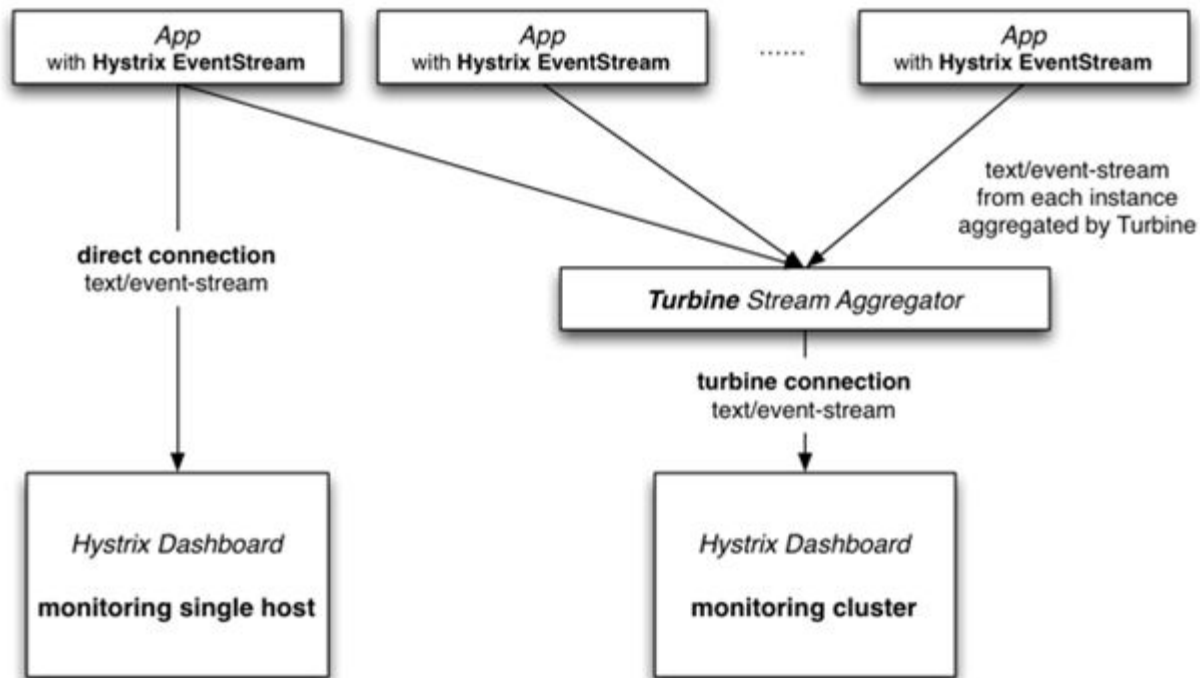 App
with Hystrix EventStream
App
with Hystrix EventStream
......
App
with Hystrix EventStream
text/event-stream
from each instance
aggregated by Turbine
direct connection
text/event-stream
Turbine Stream Aggregator
turbine connection
text/event-stream
Hystrix Dashboard
monitoring single host
Hystrix Dashboard
monitoring cluster